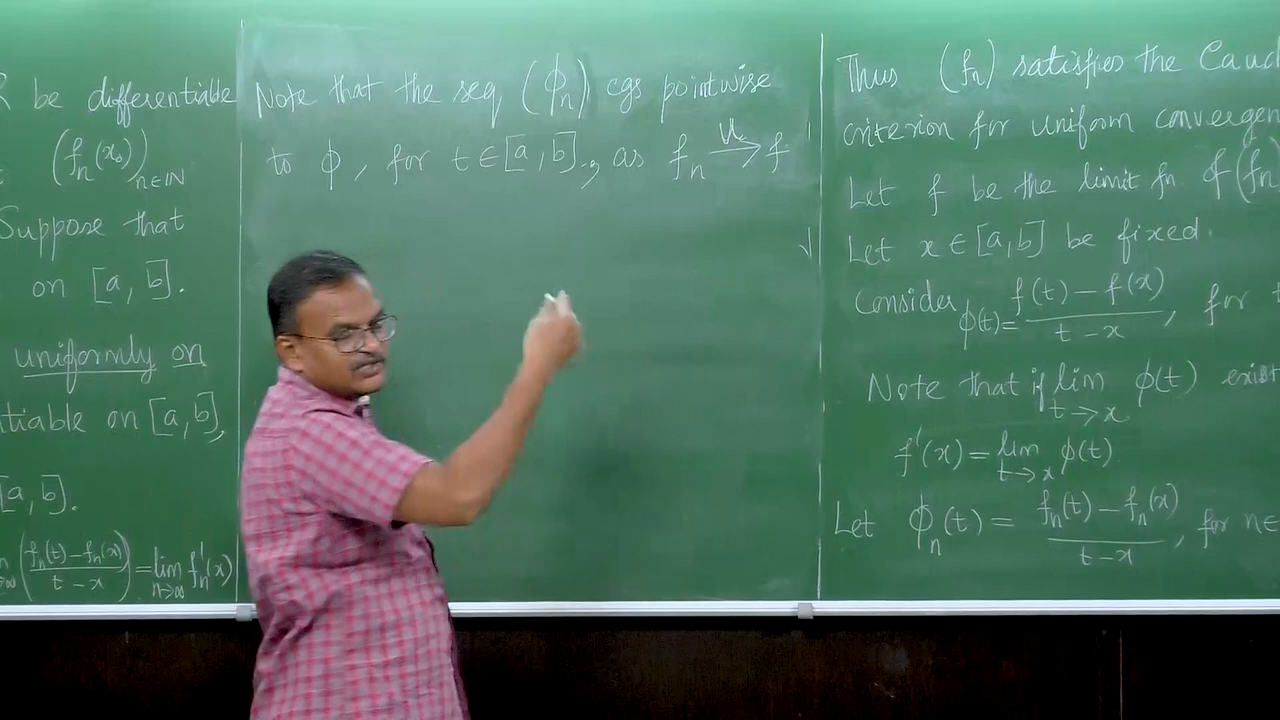 be differentiable
(fₙ(x₀))ₙ∈ℕ
Suppose that
on [a, b].
uniformly on
tiable on [a, b],
[a, b].
((fₙ(t) – fₙ(x))/(t – x)) = lim n→∞ fₙ'(x)
Note that the seq (ϕₙ) cgs pointwise
to ϕ, for t ∈ [a, b], as fₙ →ᵘ f
Thus (fₙ) satisfies the Cauc
criterion for uniform convergen
Let f be the limit fn of (fₙ)
Let x ∈ [a, b] be fixed.
Consider ϕ(t) = (f(t) – f(x))/(t – x), for t
Note that if lim t→x ϕ(t) exist
f'(x) = lim t→x ϕ(t)
Let ϕₙ(t) = (fₙ(t) – fₙ(x))/(t – x), for n∈